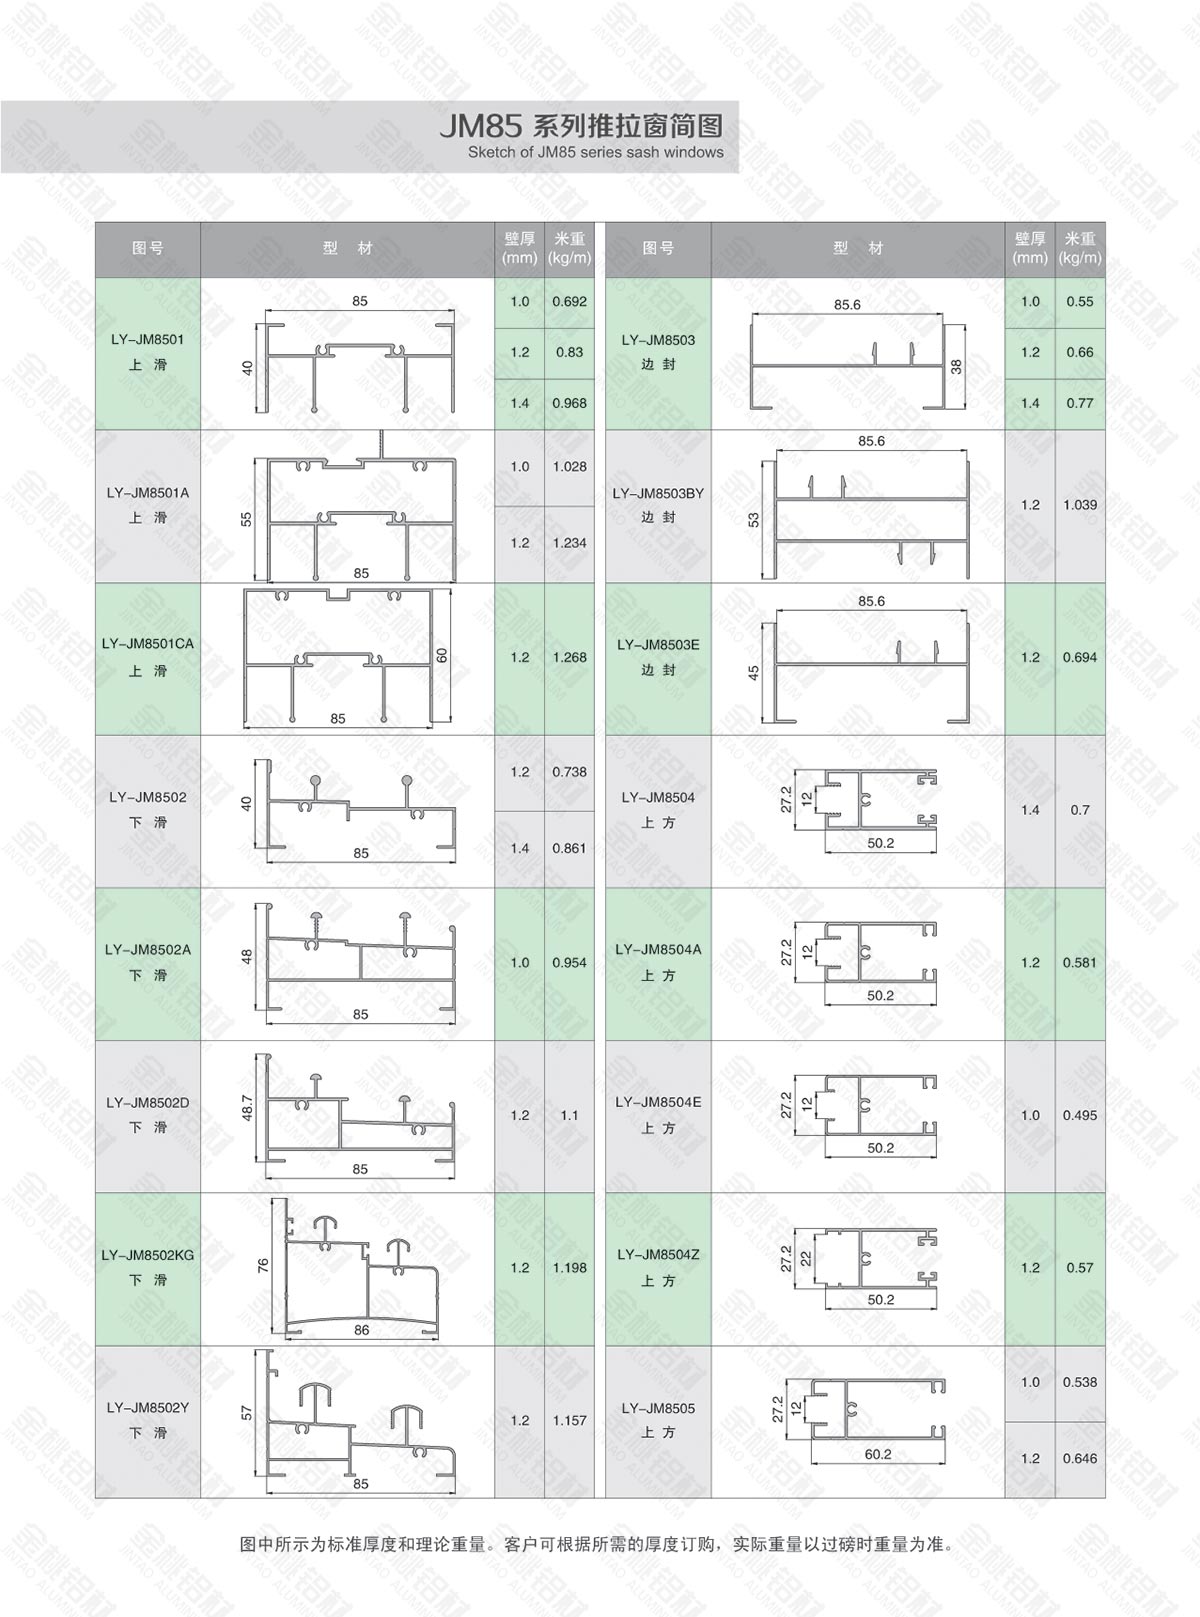 JM85 系列推拉窗简图
Sketch of JM85 series sash windows
图号 型 材 壁厚(mm) 米重(kg/m) 图号 型 材 壁厚(mm) 米重(kg/m)
LY-JM8501
上 滑
85
40
1.0 0.692
1.2 0.83
1.4 0.968
LY-JM8503
边 封
85.6
38
1.0 0.55
1.2 0.66
1.4 0.77
LY-JM8501A
上 滑
55
85
1.0 1.028
1.2 1.234
LY-JM8503BY
边 封
85.6
53
1.2 1.039
LY-JM8501CA
上 滑
60
85
1.2 1.268
LY-JM8503E
边 封
85.6
45
1.2 0.694
LY-JM8502
下 滑
40
85
1.2 0.738
1.4 0.861
LY-JM8504
上 方
27.2
12
50.2
1.4 0.7
LY-JM8502A
下 滑
48
85
1.0 0.954
LY-JM8504A
上 方
27.2
12
50.2
1.2 0.581
LY-JM8502D
下 滑
48.7
85
1.2 1.1
LY-JM8504E
上 方
27.2
12
50.2
1.0 0.495
LY-JM8502KG
下 滑
76
86
1.2 1.198
LY-JM8504Z
上 方
27.2
22
50.2
1.2 0.57
LY-JM8502Y
下 滑
57
85
1.2 1.157
LY-JM8505
上 方
27.2
12
60.2
1.0 0.538
1.2 0.646
图中所示为标准厚度和理论重量。客户可根据所需的厚度订购，实际重量以过磅时重量为准。
金桃铝材
JINTAO ALUMINIUM